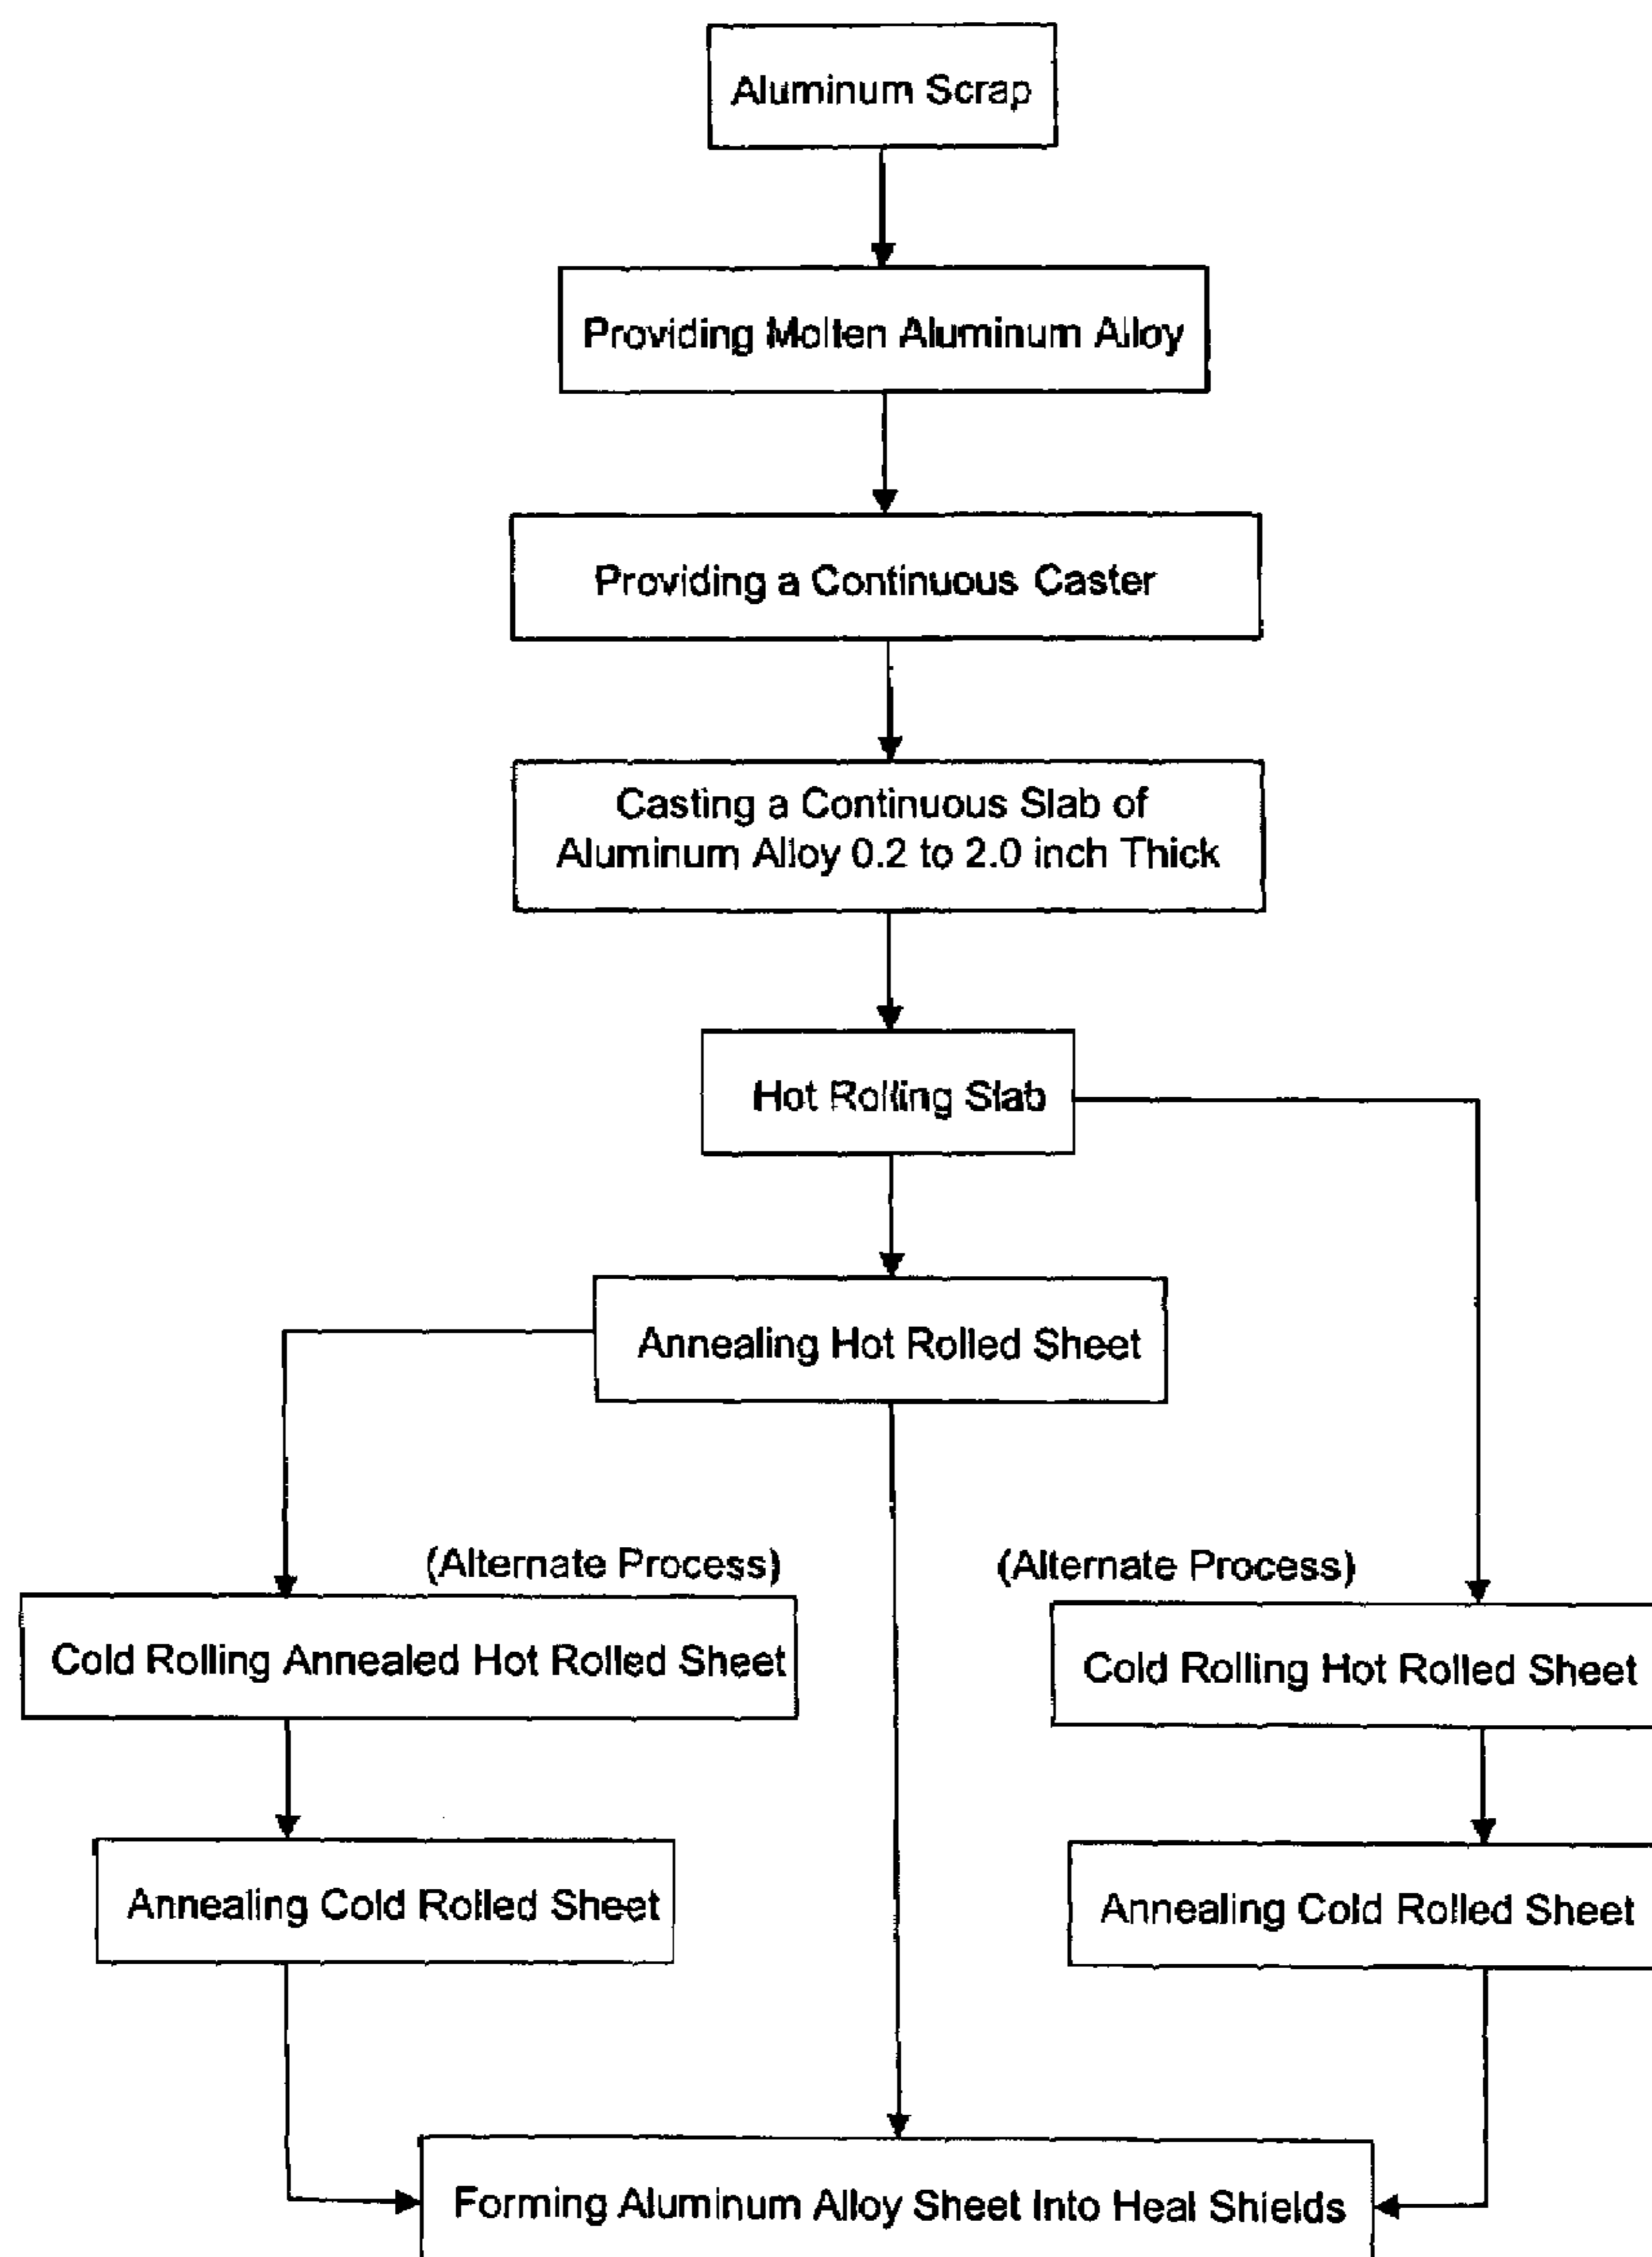 Aluminum Scrap
Providing Molten Aluminum Alloy
Providing a Continuous Caster
Casting a Continuous Slab of
Aluminum Alloy 0.2 to 2.0 inch Thick
Hot Rolling Slab
Annealing Hot Rolled Sheet
(Alternate Process)
(Alternate Process)
Cold Rolling Annealed Hot Rolled Sheet
Cold Rolling Hot Rolled Sheet
Annealing Cold Rolled Sheet
Annealing Cold Rolled Sheet
Forming Aluminum Alloy Sheet Into Heal Shields